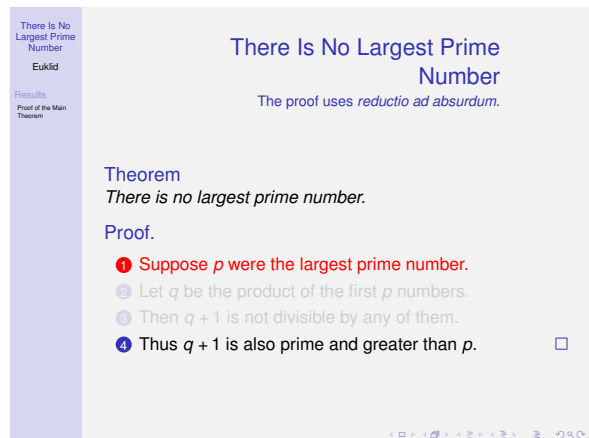 There Is No
Largest Prime
Number
Euklid
Results
Proof of the Main
Theorem
There Is No Largest Prime
Number
The proof uses reductio ad absurdum.
Theorem
There is no largest prime number.
Proof.
1 Suppose p were the largest prime number.
2 Let q be the product of the first p numbers.
3 Then q + 1 is not divisible by any of them.
4 Thus q + 1 is also prime and greater than p.